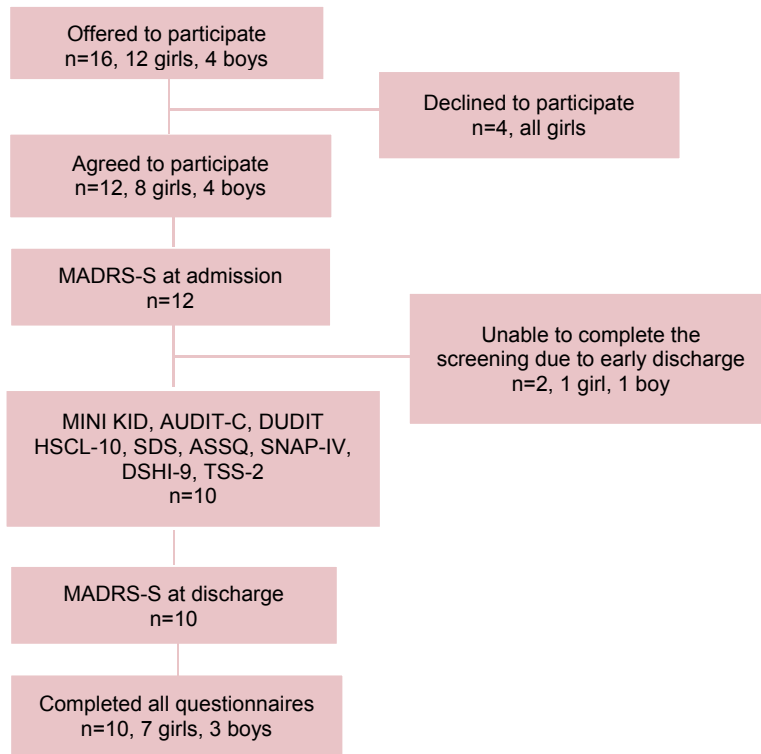 Offered to participate
n=16, 12 girls, 4 boys
Declined to participate
n=4, all girls
Agreed to participate
n=12, 8 girls, 4 boys
MADRS-S at admission
n=12
Unable to complete the
screening due to early discharge
n=2, 1 girl, 1 boy
MINI KID, AUDIT-C, DUDIT
HSCL-10, SDS, ASSQ, SNAP-IV,
DSHI-9, TSS-2
n=10
MADRS-S at discharge
n=10
Completed all questionnaires
n=10, 7 girls, 3 boys